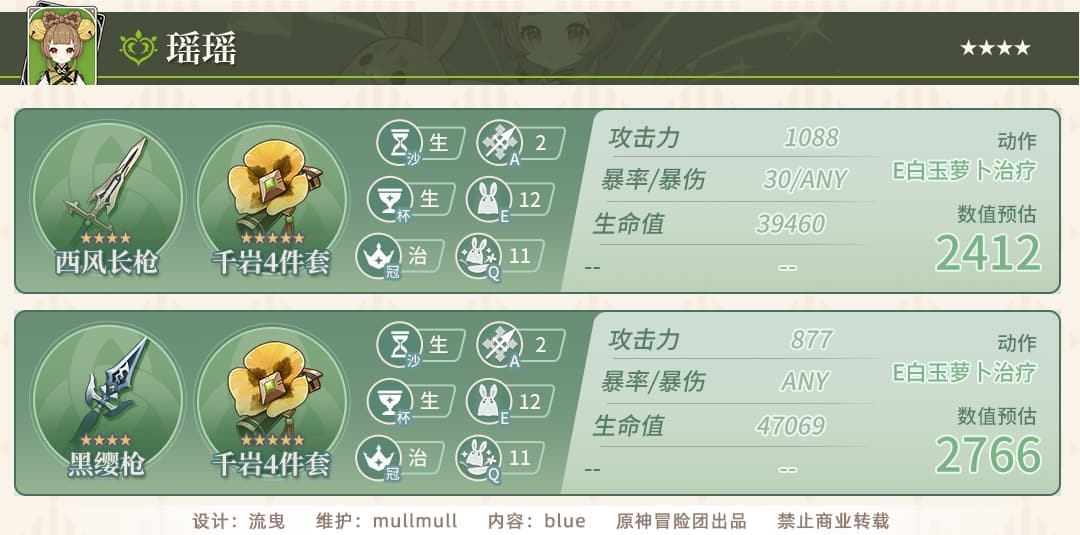 瑶瑶
西风长枪
千岩4件套
沙 生
A 2
杯 生
E 12
冠 治
Q 11
攻击力 1088
暴率/暴伤 30/ANY
生命值 39460
-- --
动作
E白玉萝卜治疗
数值预估
2412
黑缨枪
千岩4件套
沙 生
A 2
杯 生
E 12
冠 治
Q 11
攻击力 877
暴率/暴伤 ANY
生命值 47069
-- --
动作
E白玉萝卜治疗
数值预估
2766
设计：流曳 维护：mullmull 内容：blue 原神冒险团出品 禁止商业转载